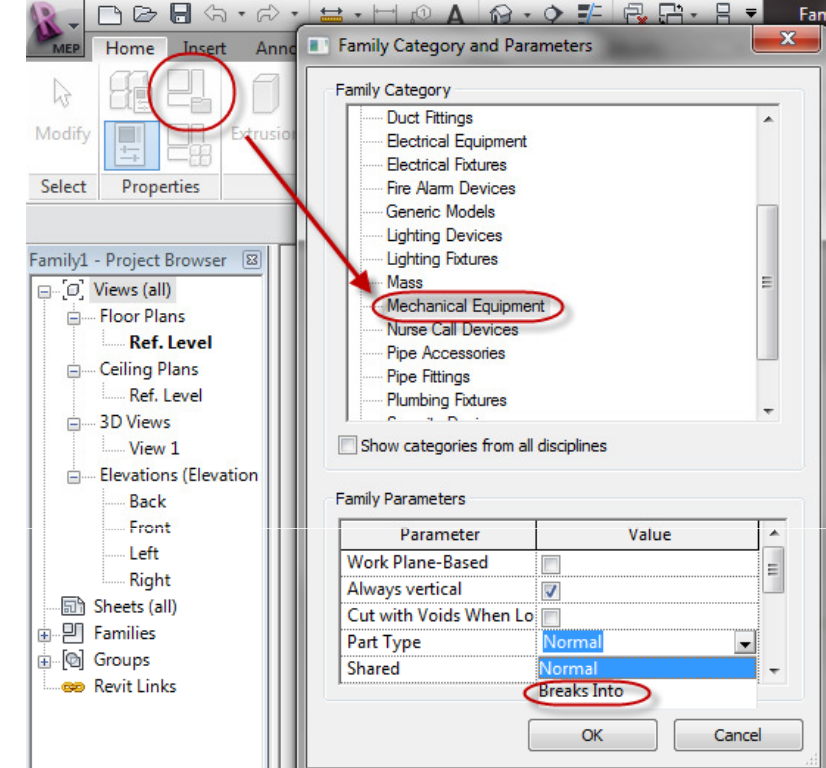 Fan
MEP
Home Insert Anno
Modify
Extrusion
Select Properties
Family1 - Project Browser
Views (all)
Floor Plans
Ref. Level
Ceiling Plans
Ref. Level
3D Views
View 1
Elevations (Elevation
Back
Front
Left
Right
Sheets (all)
Families
Groups
Revit Links
Family Category and Parameters
Family Category
Duct Fittings
Electrical Equipment
Electrical Fixtures
Fire Alarm Devices
Generic Models
Lighting Devices
Lighting Fixtures
Mass
Mechanical Equipment
Nurse Call Devices
Pipe Accessories
Pipe Fittings
Plumbing Fixtures
Show categories from all disciplines
Family Parameters
Parameter Value
Work Plane-Based
Always vertical
Cut with Voids When Lo
Part Type Normal
Shared Normal
Breaks Into
OK Cancel